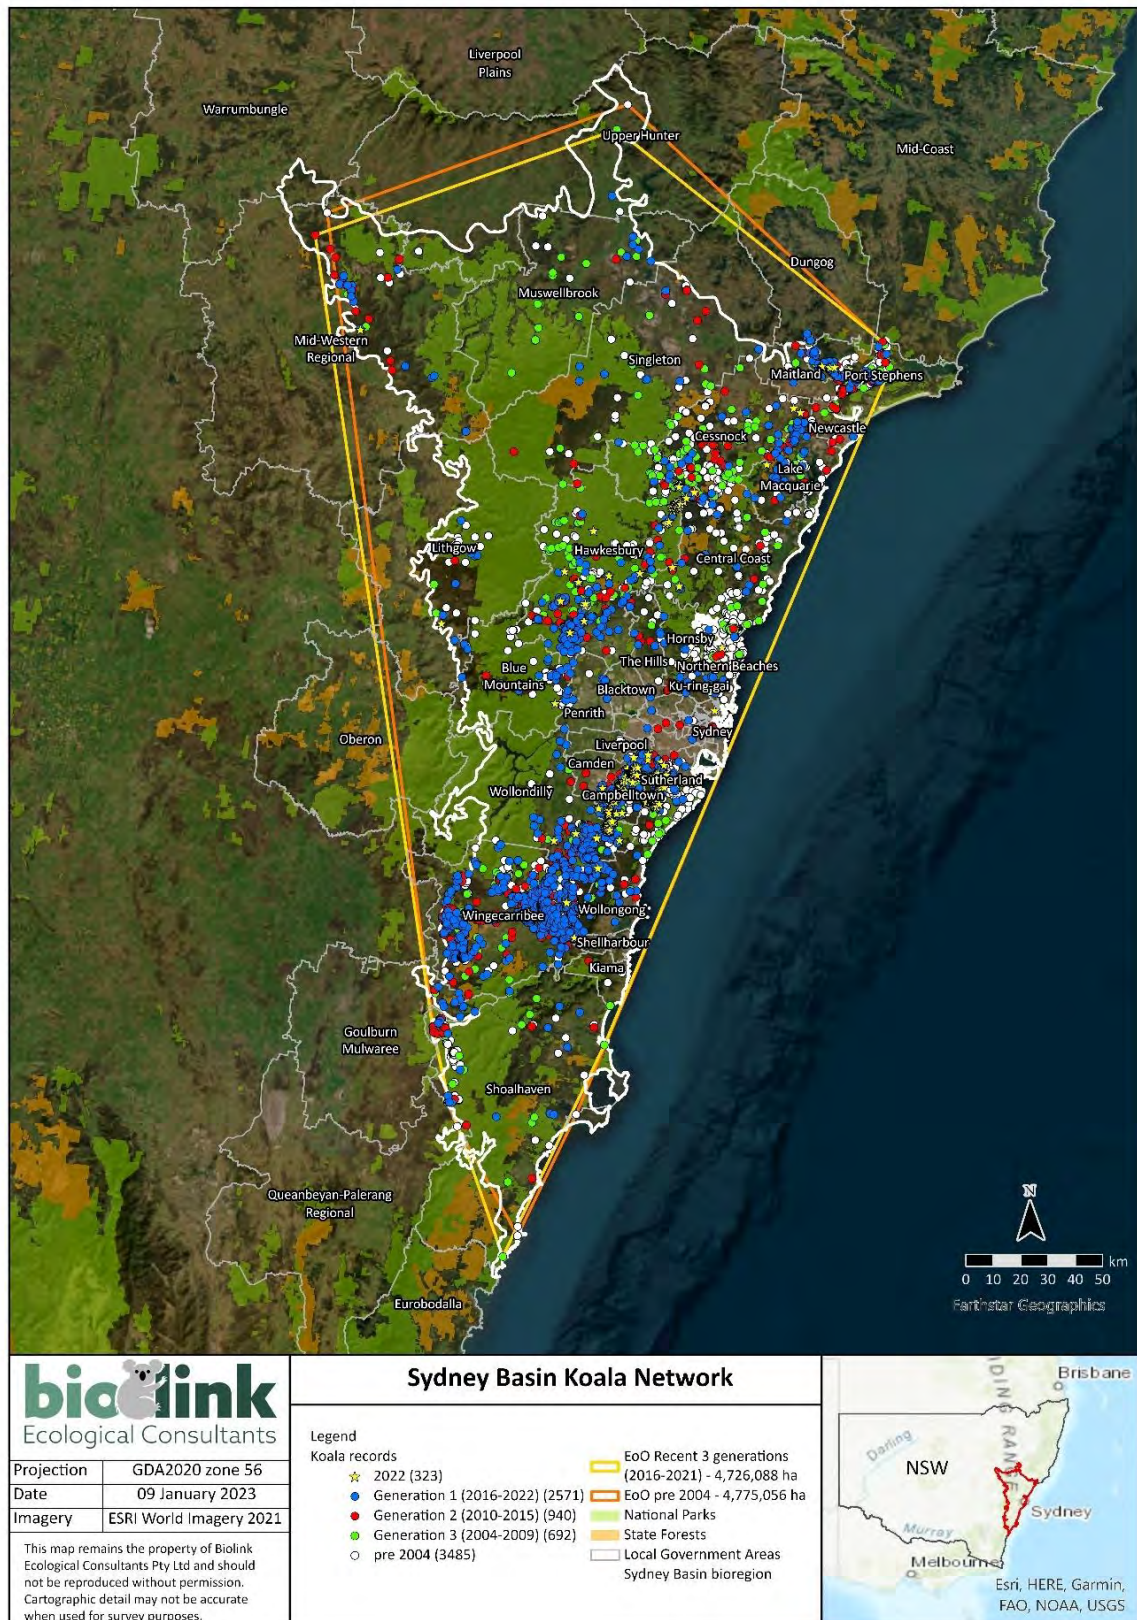 Liverpool
Plains
Warrumbungle
Upper Hunter
Mid-Coast
Dungog
Muswellbrook
Mid-Western
Regional
Singleton
Maitland
Port Stephens
Newcastle
Cessnock
Lake
Macquarie
Lithgow
Hawkesbury
Central Coast
Hornsby
The Hills
Northern Beaches
Blue
Mountains
Ku-ring-gai
Blacktown
Penrith
Sydney
Oberon
Liverpool
Camden
Sutherland
Wollondilly
Campbelltown
Wingecarribee
Wollongong
Shellharbour
Kiama
Goulburn
Mulwaree
Shoalhaven
Queanbeyan-Palerang
Regional
Eurobodalla
N
km
0 10 20 30 40 50
Earthstar Geographics
biolink
Ecological Consultants
Projection GDA2020 zone 56
Date 09 January 2023
Imagery ESRI World Imagery 2021
This map remains the property of Biolink
Ecological Consultants Pty Ltd and should
not be reproduced without permission.
Cartographic detail may not be accurate
when used for survey purposes.
Sydney Basin Koala Network
Legend
Koala records
2022 (323)
Generation 1 (2016-2022) (2571)
Generation 2 (2010-2015) (940)
Generation 3 (2004-2009) (692)
pre 2004 (3485)
EoO Recent 3 generations
(2016-2021) - 4,726,088 ha
EoO pre 2004 - 4,775,056 ha
National Parks
State Forests
Local Government Areas
Sydney Basin bioregion
Brisbane
DING RANGE
Darling
NSW
Sydney
Murray
Melbourne
Esri, HERE, Garmin,
FAO, NOAA, USGS